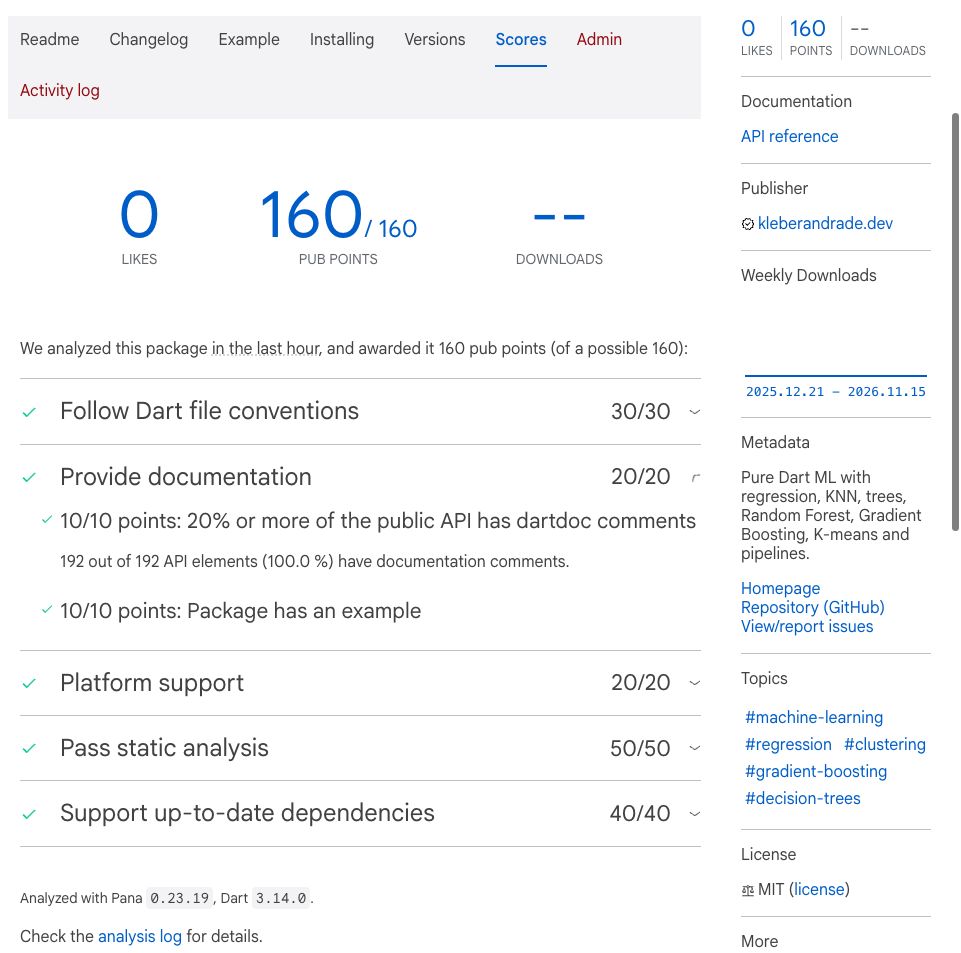 Readme Changelog Example Installing Versions Scores Admin
Activity log
0
LIKES
160/ 160
PUB POINTS
--
DOWNLOADS
We analyzed this package in the last hour, and awarded it 160 pub points (of a possible 160):
Follow Dart file conventions 30/30
Provide documentation 20/20
10/10 points: 20% or more of the public API has dartdoc comments
192 out of 192 API elements (100.0 %) have documentation comments.
10/10 points: Package has an example
Platform support 20/20
Pass static analysis 50/50
Support up-to-date dependencies 40/40
Analyzed with Pana 0.23.19, Dart 3.14.0.
Check the analysis log for details.
0 160 --
LIKES POINTS DOWNLOADS
Documentation
API reference
Publisher
kleberandrade.dev
Weekly Downloads
2025.12.21 – 2026.11.15
Metadata
Pure Dart ML with
regression, KNN, trees,
Random Forest, Gradient
Boosting, K-means and
pipelines.
Homepage
Repository (GitHub)
View/report issues
Topics
#machine-learning
#regression #clustering
#gradient-boosting
#decision-trees
License
MIT (license)
More